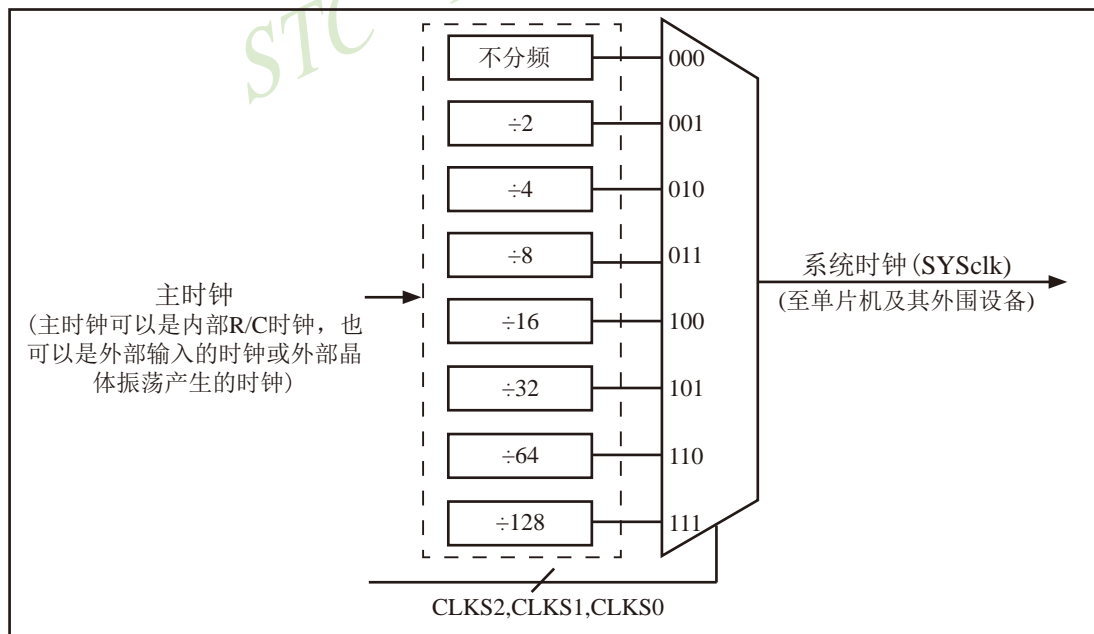 STC
不分频
000
÷2
001
÷4
010
÷8
011
÷16
100
÷32
101
÷64
110
÷128
111
主时钟
(主时钟可以是内部R/C时钟，也
可以是外部输入的时钟或外部晶
体振荡产生的时钟)
系统时钟(SYSclk)
(至单片机及其外围设备)
CLKS2,CLKS1,CLKS0